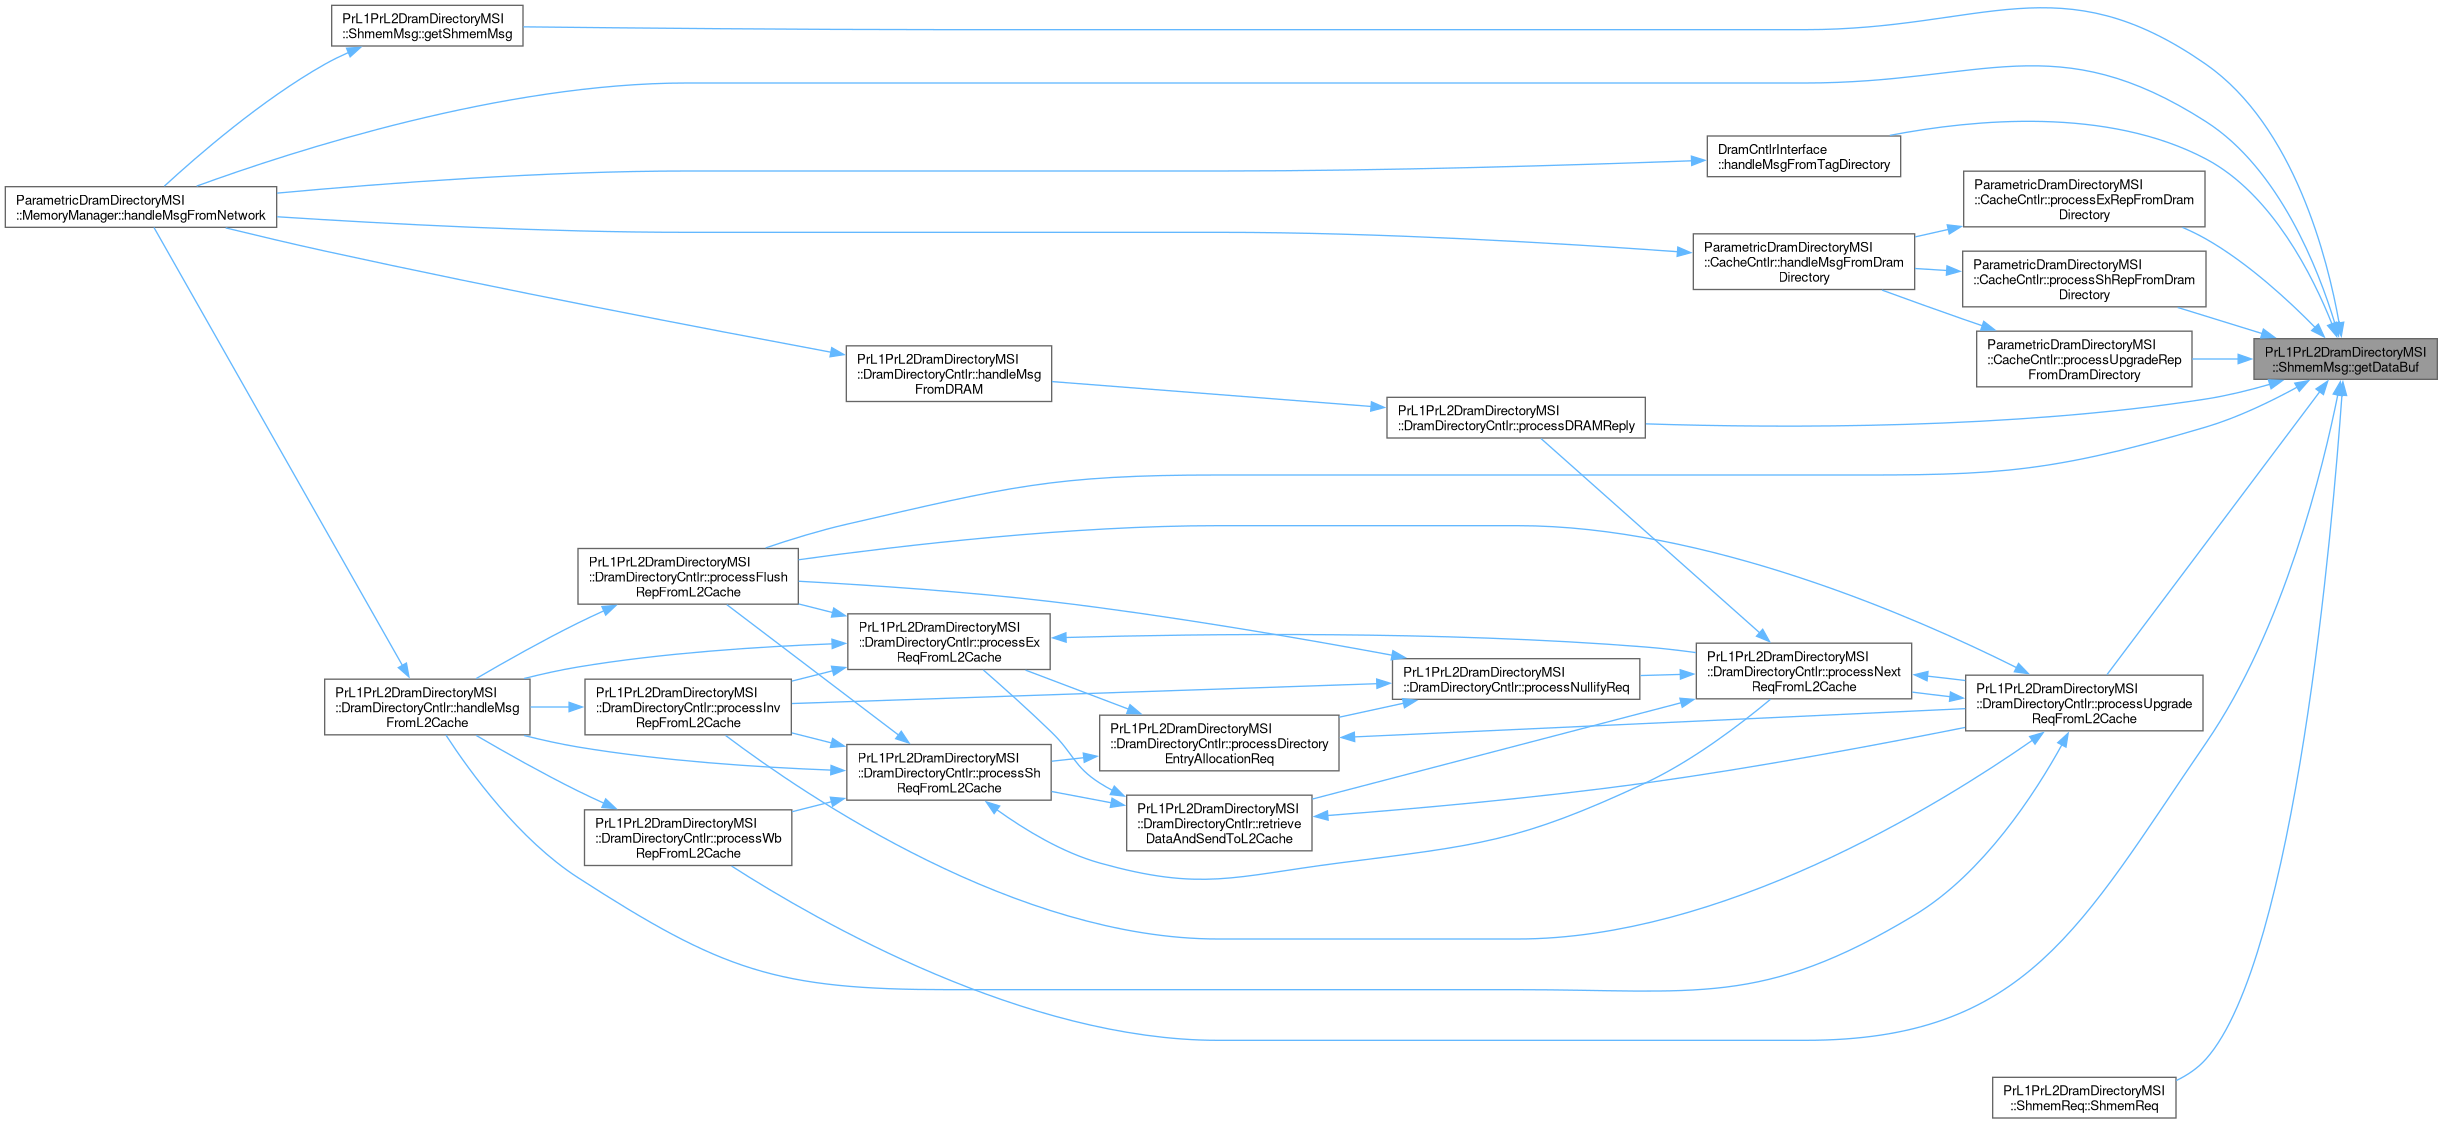 PrL1PrL2DramDirectoryMSI
::ShmemMsg::getShmemMsg
DramCntlrInterface
::handleMsgFromTagDirectory
ParametricDramDirectoryMSI
::CacheCntlr::processExRepFromDram
Directory
ParametricDramDirectoryMSI
::MemoryManager::handleMsgFromNetwork
ParametricDramDirectoryMSI
::CacheCntlr::handleMsgFromDram
Directory
ParametricDramDirectoryMSI
::CacheCntlr::processShRepFromDram
Directory
ParametricDramDirectoryMSI
::CacheCntlr::processUpgradeRep
FromDramDirectory
PrL1PrL2DramDirectoryMSI
::ShmemMsg::getDataBuf
PrL1PrL2DramDirectoryMSI
::DramDirectoryCntlr::handleMsg
FromDRAM
PrL1PrL2DramDirectoryMSI
::DramDirectoryCntlr::processDRAMReply
PrL1PrL2DramDirectoryMSI
::DramDirectoryCntlr::processFlush
RepFromL2Cache
PrL1PrL2DramDirectoryMSI
::DramDirectoryCntlr::processEx
ReqFromL2Cache
PrL1PrL2DramDirectoryMSI
::DramDirectoryCntlr::processNext
ReqFromL2Cache
PrL1PrL2DramDirectoryMSI
::DramDirectoryCntlr::processNullifyReq
PrL1PrL2DramDirectoryMSI
::DramDirectoryCntlr::processUpgrade
ReqFromL2Cache
PrL1PrL2DramDirectoryMSI
::DramDirectoryCntlr::handleMsg
FromL2Cache
PrL1PrL2DramDirectoryMSI
::DramDirectoryCntlr::processInv
RepFromL2Cache
PrL1PrL2DramDirectoryMSI
::DramDirectoryCntlr::processDirectory
EntryAllocationReq
PrL1PrL2DramDirectoryMSI
::DramDirectoryCntlr::processSh
ReqFromL2Cache
PrL1PrL2DramDirectoryMSI
::DramDirectoryCntlr::retrieve
DataAndSendToL2Cache
PrL1PrL2DramDirectoryMSI
::DramDirectoryCntlr::processWb
RepFromL2Cache
PrL1PrL2DramDirectoryMSI
::ShmemReq::ShmemReq